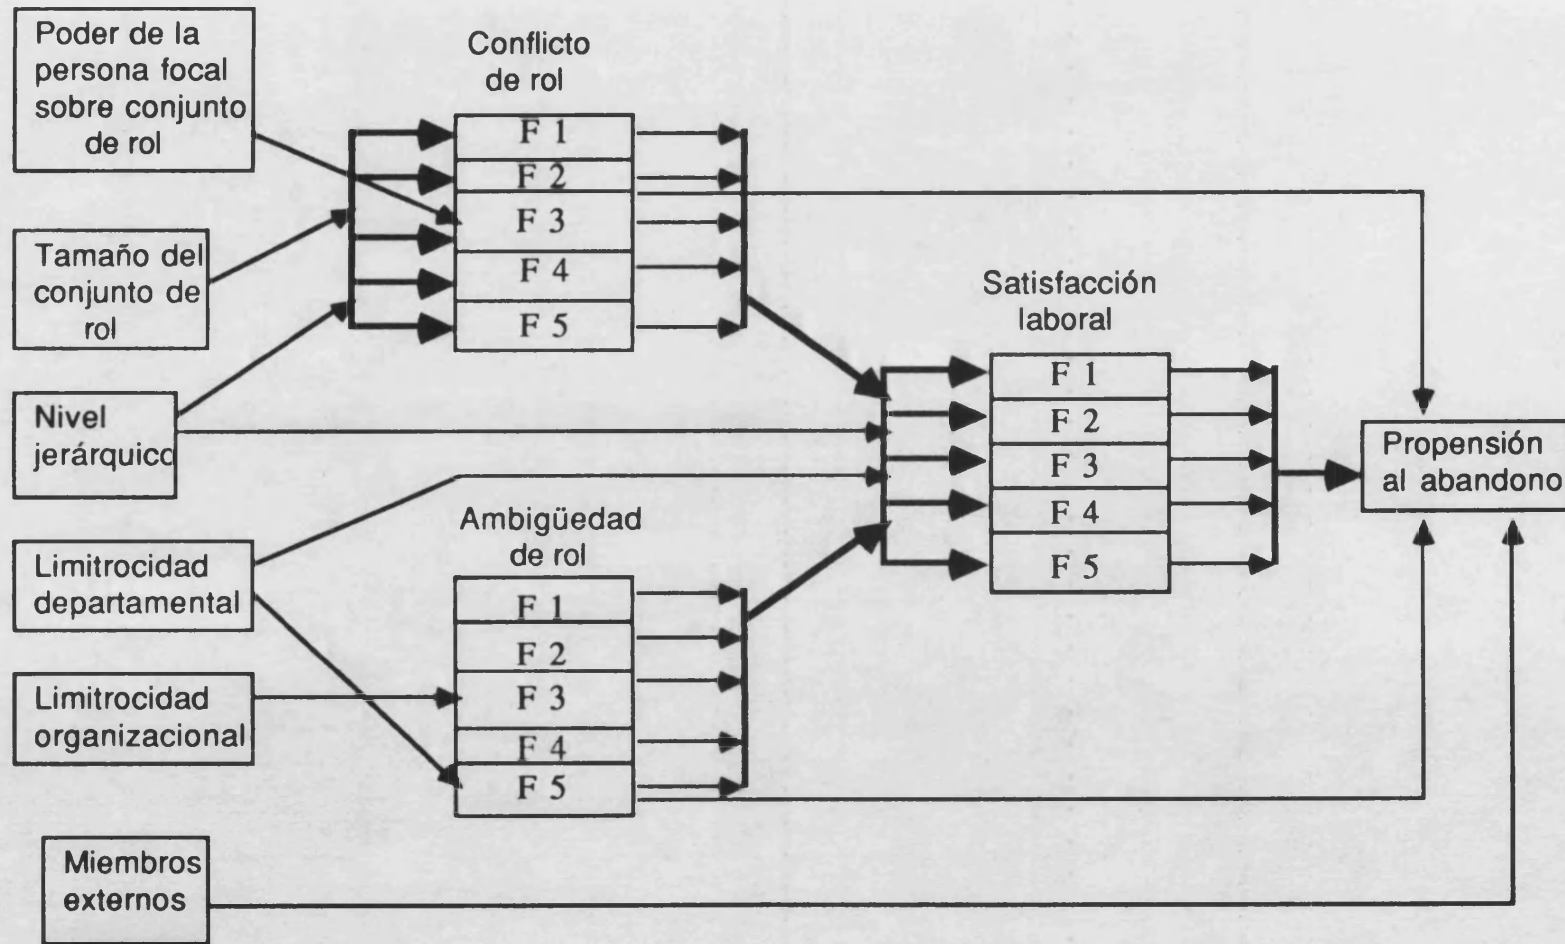 Poder de la
persona focal
sobre conjunto
de rol
Tamaño del
conjunto de
rol
Nivel
jerárquico
Limitrocidad
departamental
Limitrocidad
organizacional
Miembros
externos
Conflicto
de rol
F 1
F 2
F 3
F 4
F 5
Ambigüedad
de rol
F 1
F 2
F 3
F 4
F 5
Satisfacción
laboral
F 1
F 2
F 3
F 4
F 5
Propensión
al abandono